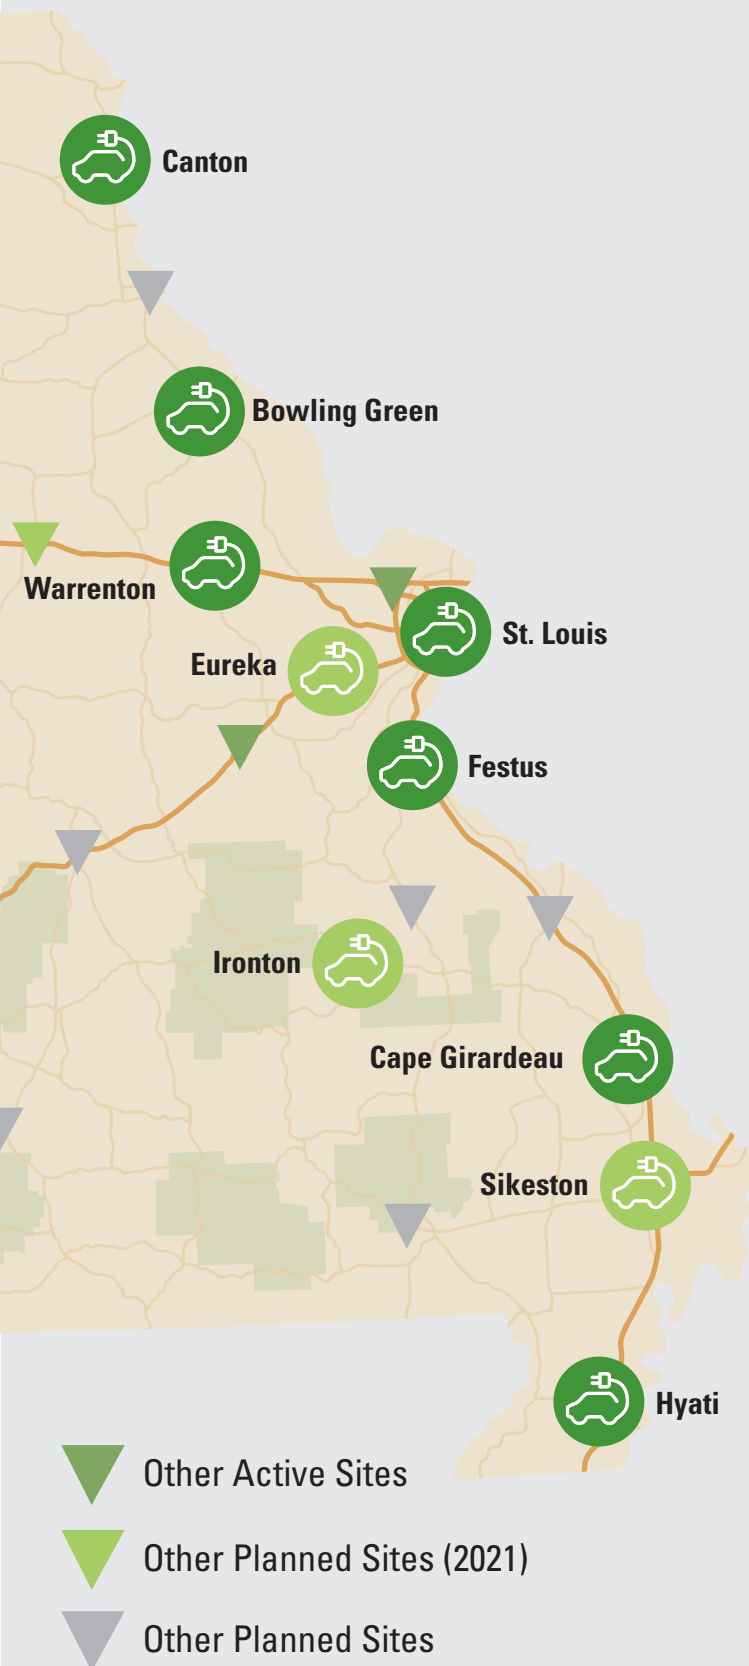 Canton
Bowling Green
Warrenton
St. Louis
Eureka
Festus
Ironton
Cape Girardeau
Sikeston
Hyati
Other Active Sites
Other Planned Sites (2021)
Other Planned Sites